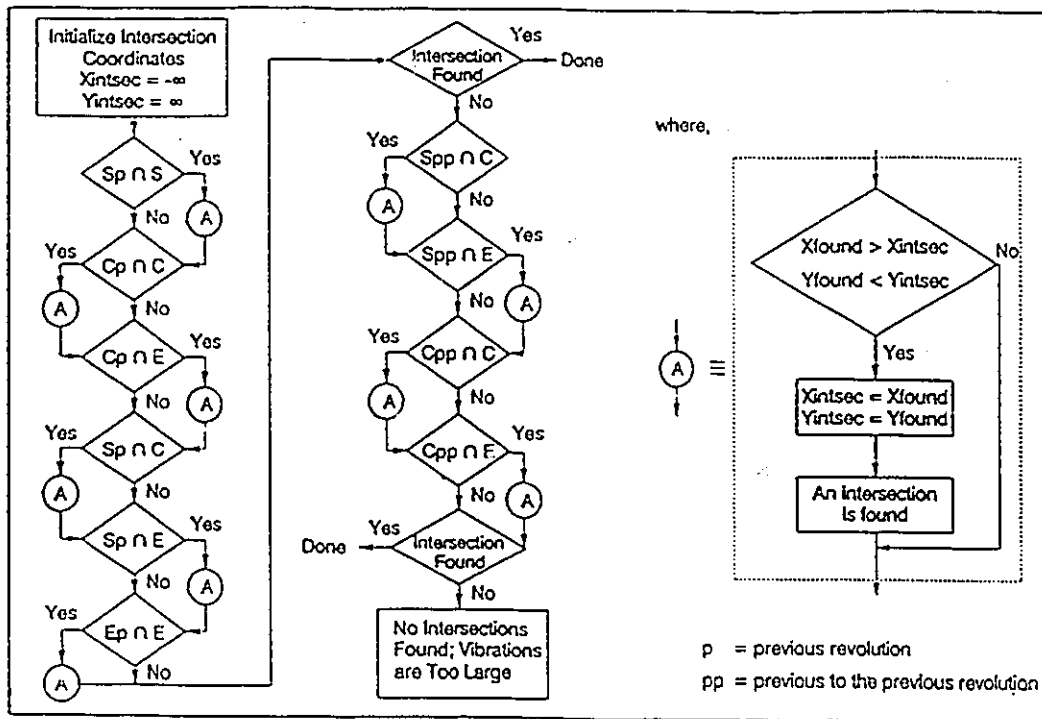 Initialize Intersection
Coordinates
Xintsec = -∞
Yintsec = ∞
Sp ∩ S
Yes
A
No
Yes
Cp ∩ C
A
No
Cp ∩ E
Yes
A
No
Yes
Sp ∩ C
A
No
Sp ∩ E
Yes
A
No
Yes
Ep ∩ E
A
No
Intersection
Found
Yes
Done
No
Yes
Spp ∩ C
A
No
Spp ∩ E
Yes
A
No
Yes
Cpp ∩ C
A
No
Cpp ∩ E
Yes
A
No
Done
Yes
Intersection
Found
No
No Intersections
Found; Vibrations
are Too Large
where,
A ≡
Xfound > Xintsec
Yfound < Yintsec
No
Yes
Xintsec = Xfound
Yintsec = Yfound
An Intersection
Is found
p = previous revolution
pp = previous to the previous revolution